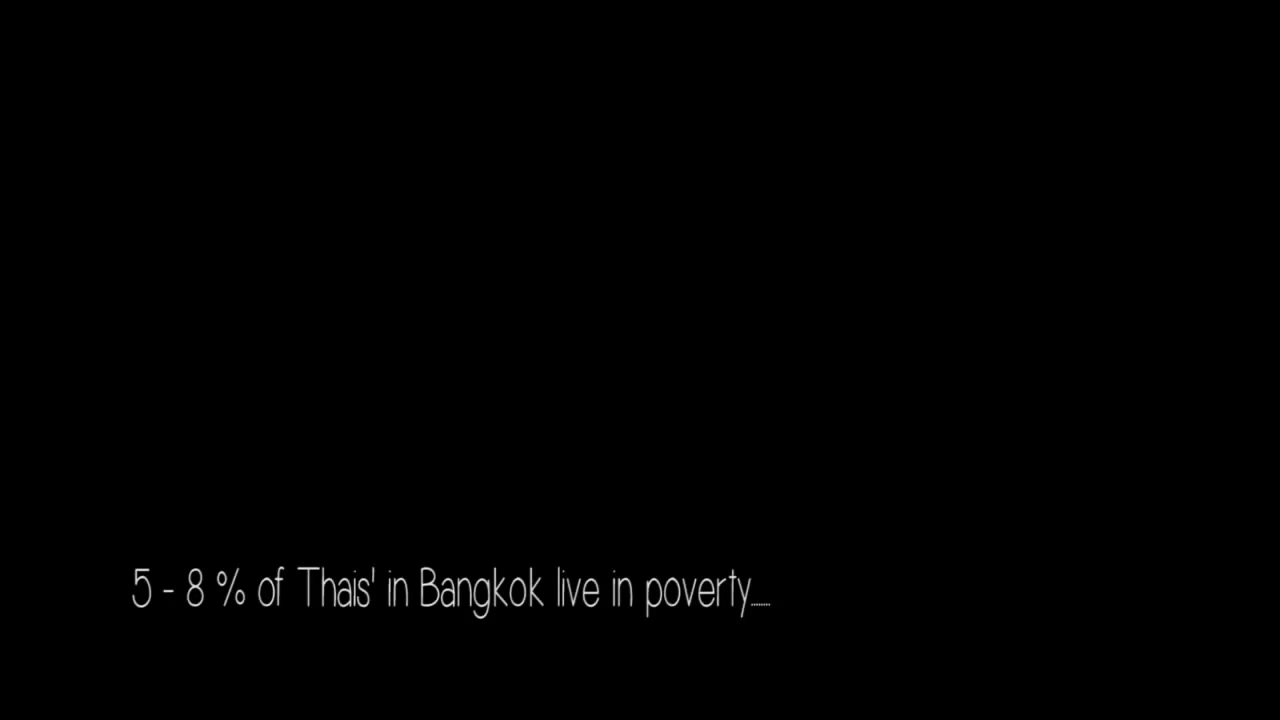 5 - 8 % of Thais' in Bangkok live in poverty.......